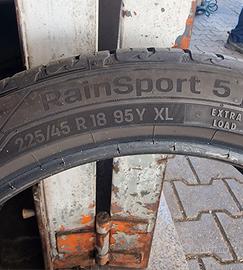 RainSport 5
225/45 R 18 95Y XL
EXTRA
LOAD